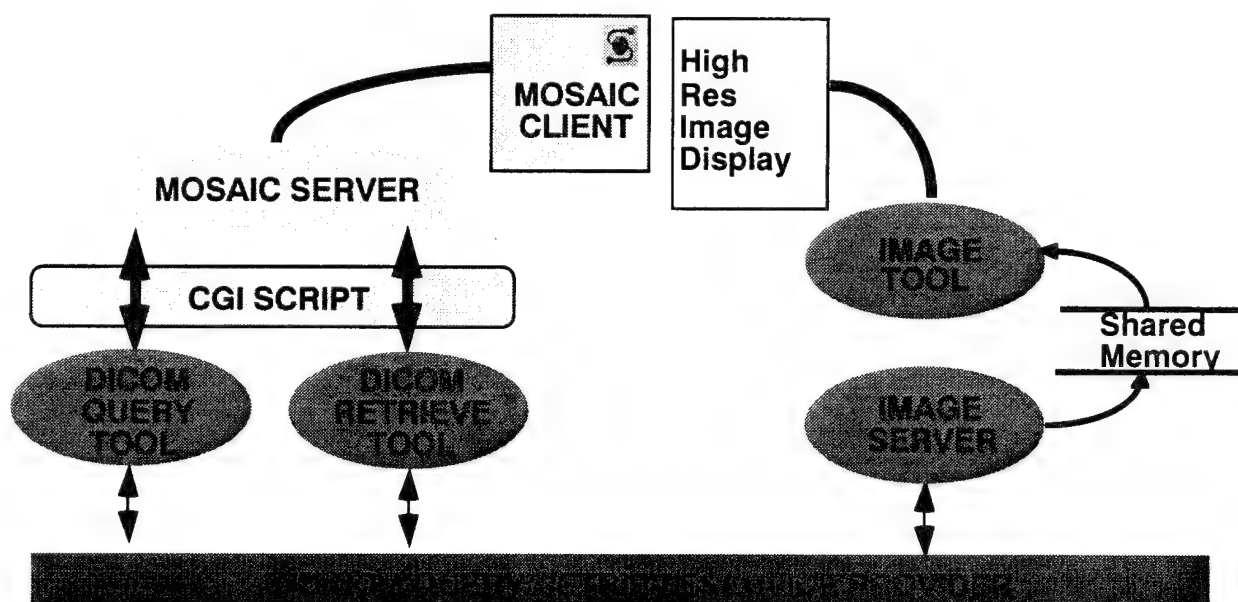 MOSAIC
CLIENT
High
Res
Image
Display
MOSAIC SERVER
CGI SCRIPT
IMAGE
TOOL
Shared
Memory
DICOM
QUERY
TOOL
DICOM
RETRIEVE
TOOL
IMAGE
SERVER
PROVIDER